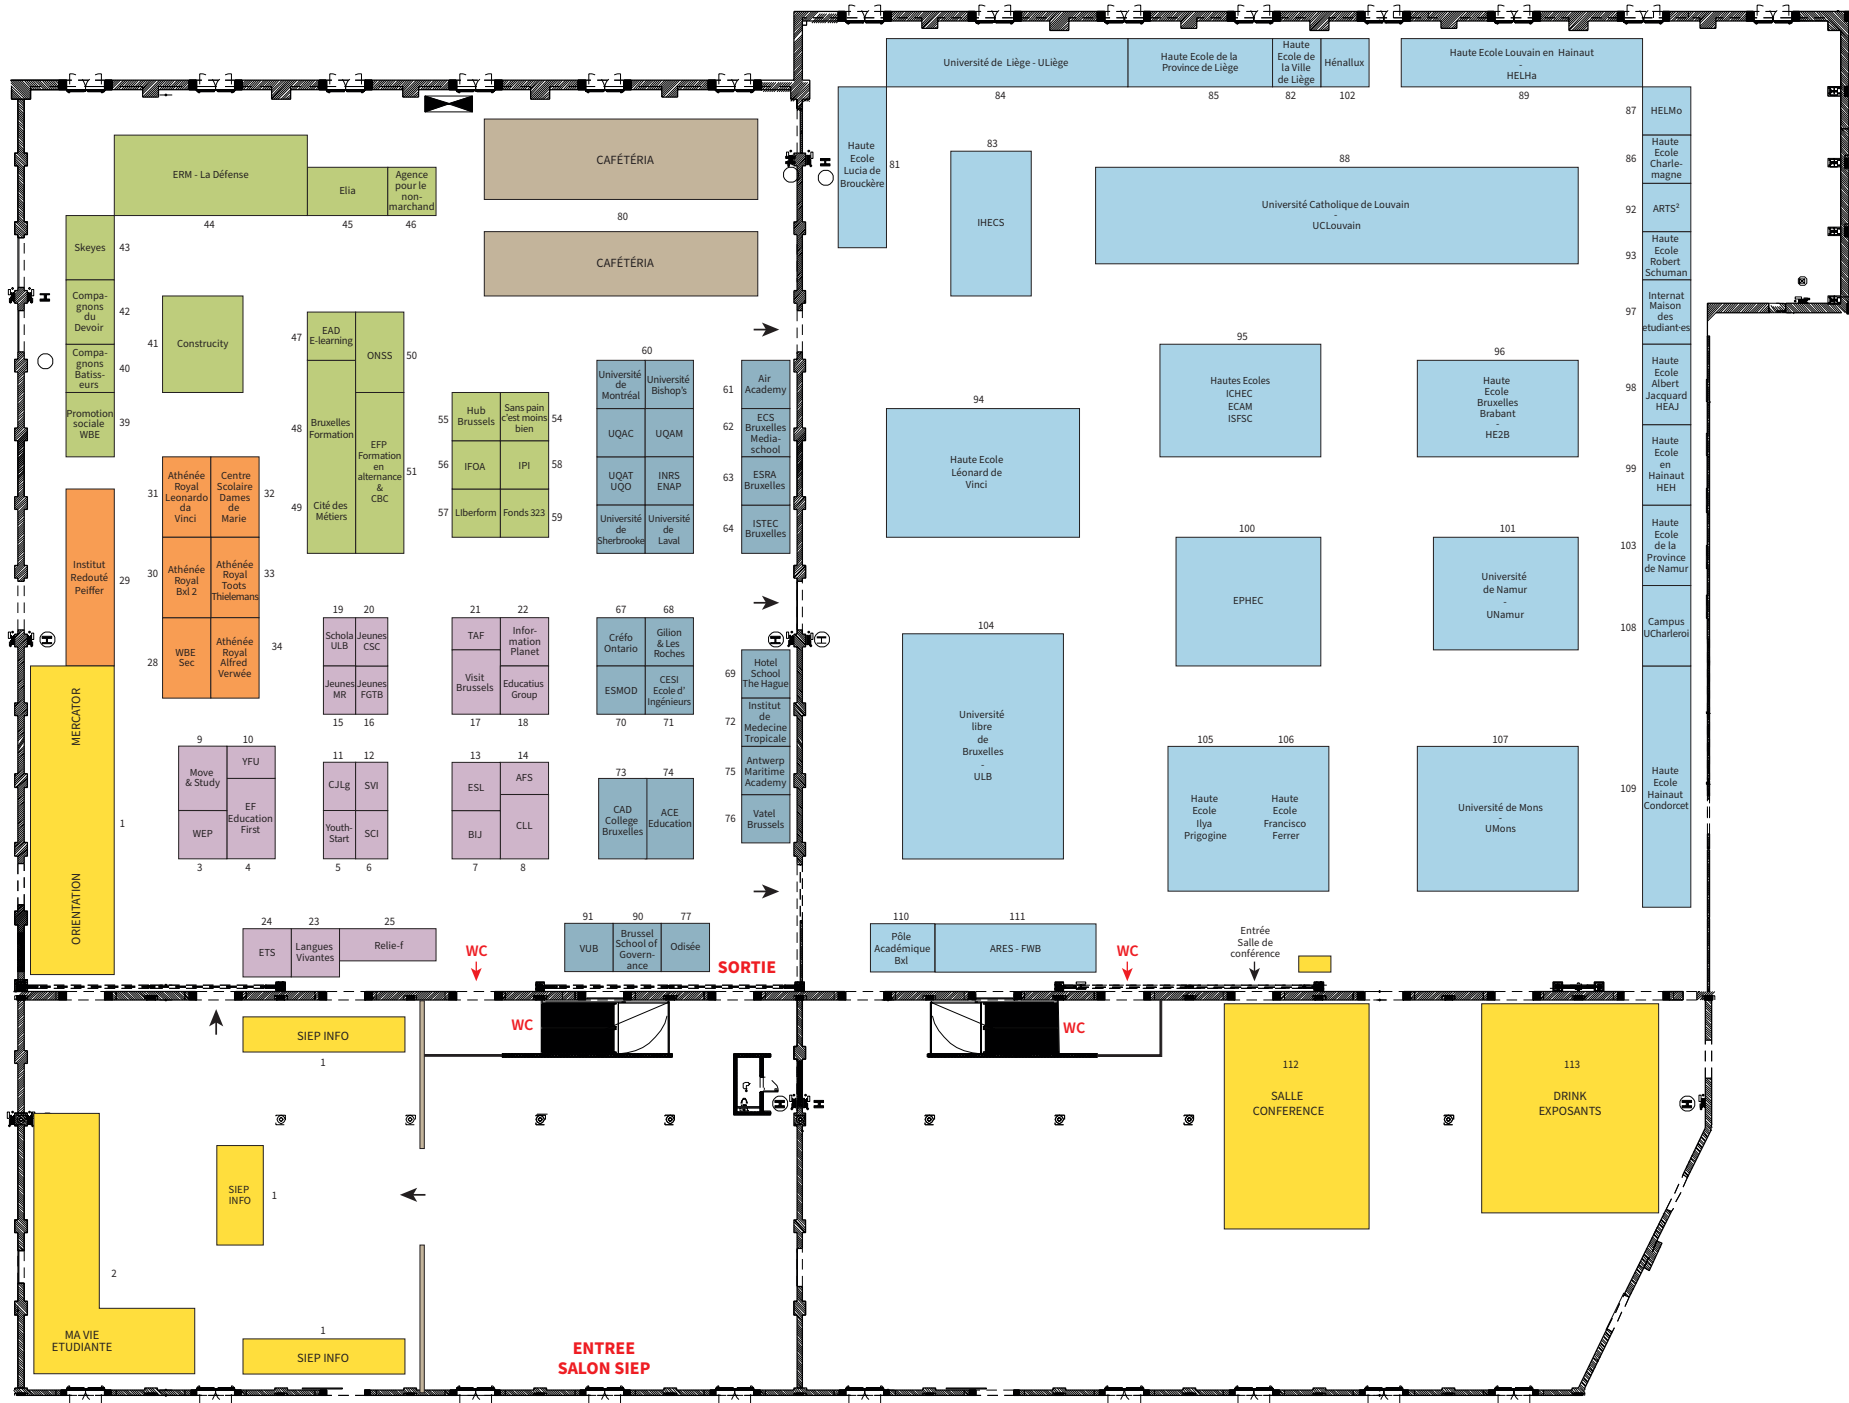 Université de Liège - ULiège
84
Haute Ecole de la
Province de Liège
85
Haute
Ecole de
la Ville
de Liège
82
Hénallux
102
Haute Ecole Louvain en Hainaut
-
HELHa
89
87
HELMo
86
Haute
Ecole
Charle-
magne
92
ARTS²
93
Haute
Ecole
Robert
Schuman
97
Internat
Maison
des
etudiant·es
98
Haute
Ecole
Albert
Jacquard
HEAJ
99
Haute
Ecole
en
Hainaut
HEH
103
Haute
Ecole
de la
Province
de Namur
108
Campus
UCharleroi
109
Haute
Ecole
Hainaut
Condorcet
Haute
Ecole
Lucia de
Brouckère
81
83
IHECS
88
Université Catholique de Louvain
-
UCLouvain
94
Haute Ecole
Léonard de
Vinci
95
Hautes Ecoles
ICHEC
ECAM
ISFSC
96
Haute
Ecole
Bruxelles
Brabant
-
HE2B
100
EPHEC
101
Université
de Namur
-
UNamur
104
Université
libre
de
Bruxelles
-
ULB
105
Haute
Ecole
Ilya
Prigogine
106
Haute
Ecole
Francisco
Ferrer
107
Université de Mons
-
UMons
110
Pôle
Académique
Bxl
111
ARES - FWB
WC
Entrée
Salle de
conférence
ERM - La Défense
44
Elia
45
Agence
pour le
non-
marchand
46
CAFÉTÉRIA
80
CAFÉTÉRIA
Skeyes
43
Compa-
gnons
du
Devoir
42
Compa-
gnons
Batiss-
eurs
40
Promotion
sociale
WBE
39
41
Construcity
47
EAD
E-learning
ONSS
50
48
Bruxelles
Formation
49
Cité des
Métiers
EFP
Formation
en
alternance
&
CBC
51
55
Hub
Brussels
Sans pain
c'est moins
bien
54
56
IFOA
IPI
58
57
LIberform
Fonds 323
59
60
Université
de
Montréal
Université
Bishop's
UQAC
UQAM
UQAT
UQO
INRS
ENAP
Université
de
Sherbrooke
Université
de
Laval
61
Air
Academy
62
ECS
Bruxelles
Media-
school
63
ESRA
Bruxelles
64
ISTEC
Bruxelles
31
Athénée
Royal
Leonardo
da
Vinci
Centre
Scolaire
Dames
de
Marie
32
Institut
Redouté
Peiffer
29
30
Athénée
Royal
Bxl 2
Athénée
Royal
Toots
Thielemans
33
28
WBE
Sec
Athénée
Royal
Alfred
Verwée
34
19
20
Schola
ULB
Jeunes
CSC
Jeunes
MR
Jeunes
FGTB
15
16
21
22
TAF
Infor-
mation
Planet
Visit
Brussels
Educatius
Group
17
18
67
68
Créfo
Ontario
Gilion
& Les
Roches
ESMOD
CESI
Ecole d'
Ingénieurs
70
71
69
Hotel
School
The Hague
72
Institut
de
Medecine
Tropicale
75
Antwerp
Maritime
Academy
76
Vatel
Brussels
MERCATOR
ORIENTATION
1
9
10
Move
& Study
YFU
EF
Education
First
WEP
3
4
11
12
CJLg
SVI
Youth-
Start
SCI
5
6
13
14
ESL
AFS
BIJ
CLL
7
8
73
74
CAD
College
Bruxelles
ACE
Education
24
23
25
ETS
Langues
Vivantes
Relie-f
WC
91
90
77
VUB
Brussel
School of
Govern-
ance
Odisée
SORTIE
SIEP INFO
1
WC
WC
112
SALLE
CONFERENCE
113
DRINK
EXPOSANTS
SIEP
INFO
1
2
MA VIE
ETUDIANTE
1
SIEP INFO
ENTREE
SALON SIEP
H
H
H
H
H
H
H
H
H